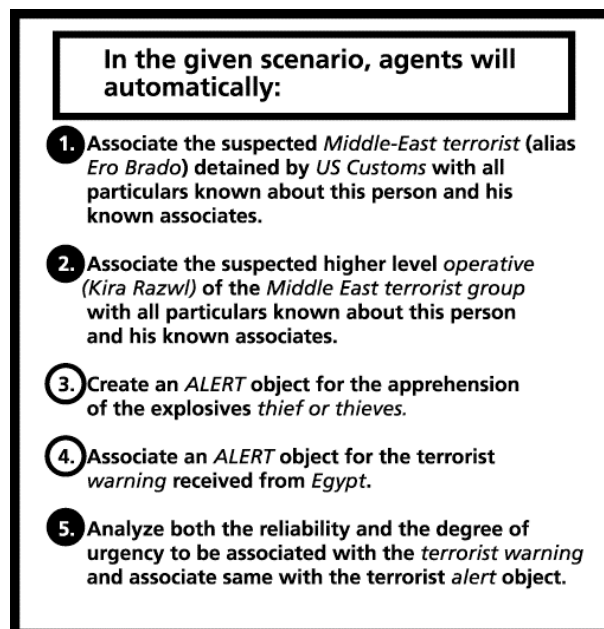 In the given scenario, agents will
automatically:
1. Associate the suspected Middle-East terrorist (alias
Ero Brado) detained by US Customs with all
particulars known about this person and his
known associates.
2. Associate the suspected higher level operative
(Kira Razwl) of the Middle East terrorist group
with all particulars known about this person
and his known associates.
3. Create an ALERT object for the apprehension
of the explosives thief or thieves.
4. Associate an ALERT object for the terrorist
warning received from Egypt.
5. Analyze both the reliability and the degree of
urgency to be associated with the terrorist warning
and associate same with the terrorist alert object.